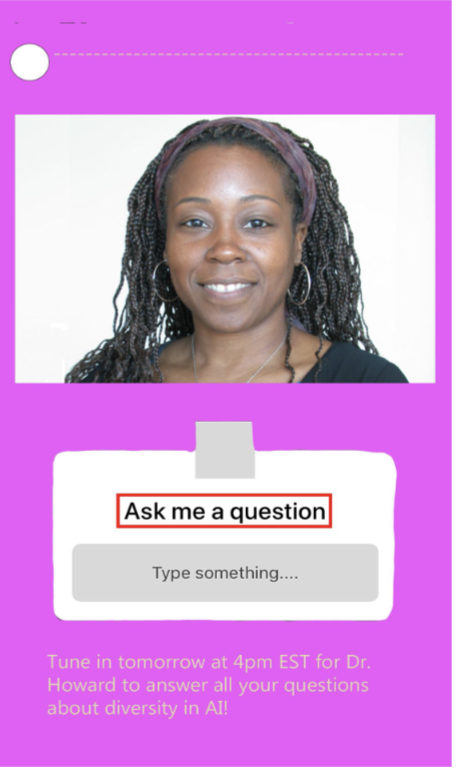 Ask me a question
Type something....
Tune in tomorrow at 4pm EST for Dr.
Howard to answer all your questions
about diversity in AI!